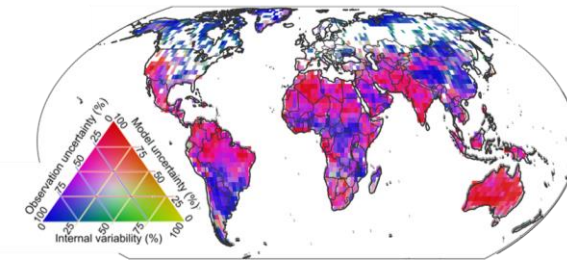 Observation uncertainty (%)
Model uncertainty (%)
0 100
25 75
50 50
75 25
100 0
0 25 50 75 100
Internal variability (%)